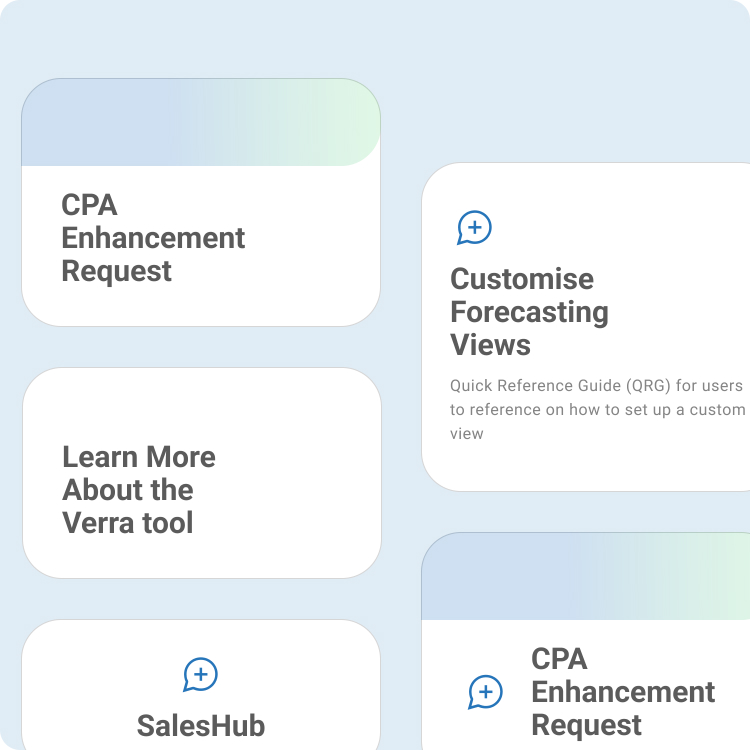 CPA
Enhancement
Request
Learn More
About the
Verra tool
SalesHub
Customise
Forecasting
Views
Quick Reference Guide (QRG) for users
to reference on how to set up a custom
view
CPA
Enhancement
Request